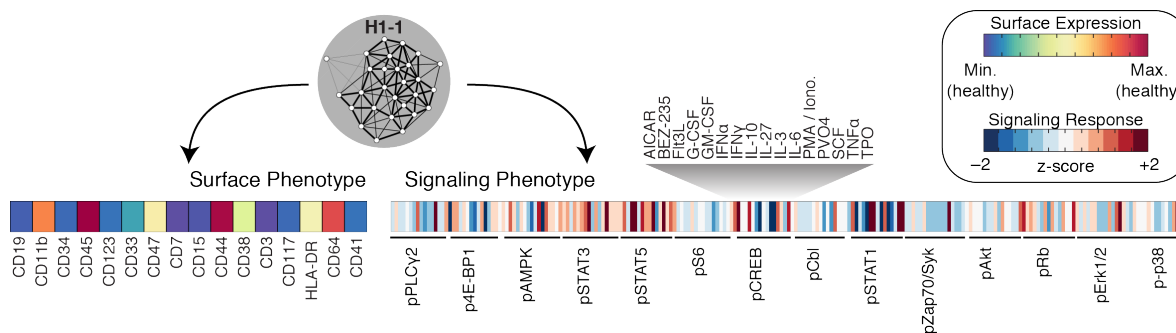 H1-1
Surface Expression
Min.
(healthy)
Max.
(healthy)
Signaling Response
−2
z-score
+2
AICAR
BEZ-235
Flt3L
G-CSF
GM-CSF
IFNα
IFNγ
IL-10
IL-27
IL-3
IL-6
PMA / Iono.
PVO4
SCF
TNFα
TPO
Surface Phenotype
Signaling Phenotype
CD19
CD11b
CD34
CD45
CD123
CD33
CD47
CD7
CD15
CD44
CD38
CD3
CD117
HLA-DR
CD64
CD41
pPLCγ2
p4E-BP1
pAMPK
pSTAT3
pSTAT5
pS6
pCREB
pCbl
pSTAT1
pZap70/Syk
pAkt
pRb
pErk1/2
p-p38